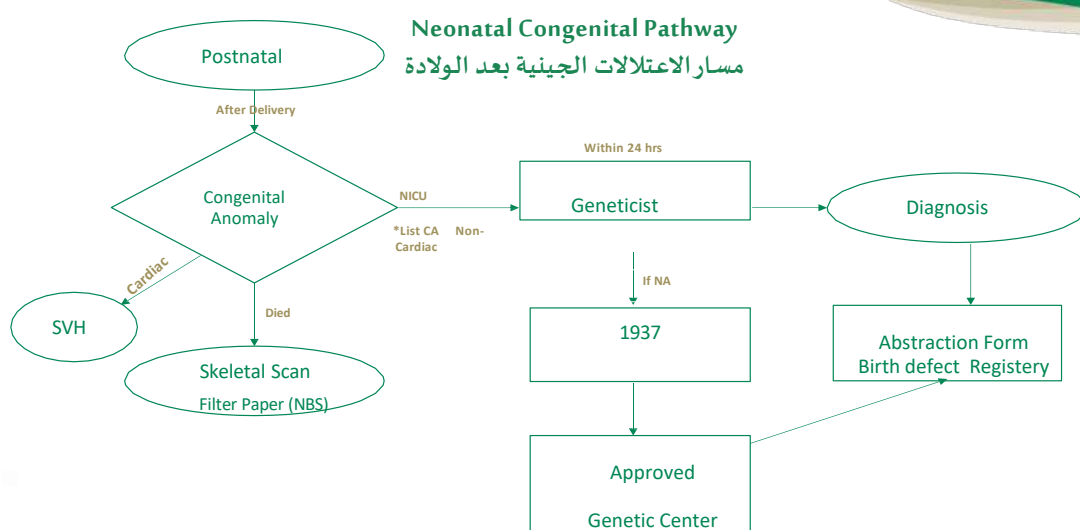 Neonatal Congenital Pathway
مسار الاعتلالات الجينية بعد الولادة
Postnatal
After Delivery
Congenital
Anomaly
NICU
*List CA Non-
Cardiac
Within 24 hrs
Geneticist
Diagnosis
Cardiac
SVH
Died
Skeletal Scan
Filter Paper (NBS)
If NA
1937
Abstraction Form
Birth defect Registery
Approved
Genetic Center